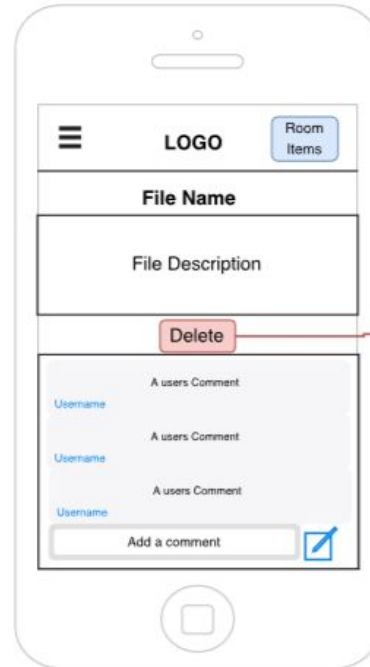 LOGO
Room
Items
File Name
File Description
Delete
A users Comment
Username
A users Comment
Username
A users Comment
Username
Add a comment